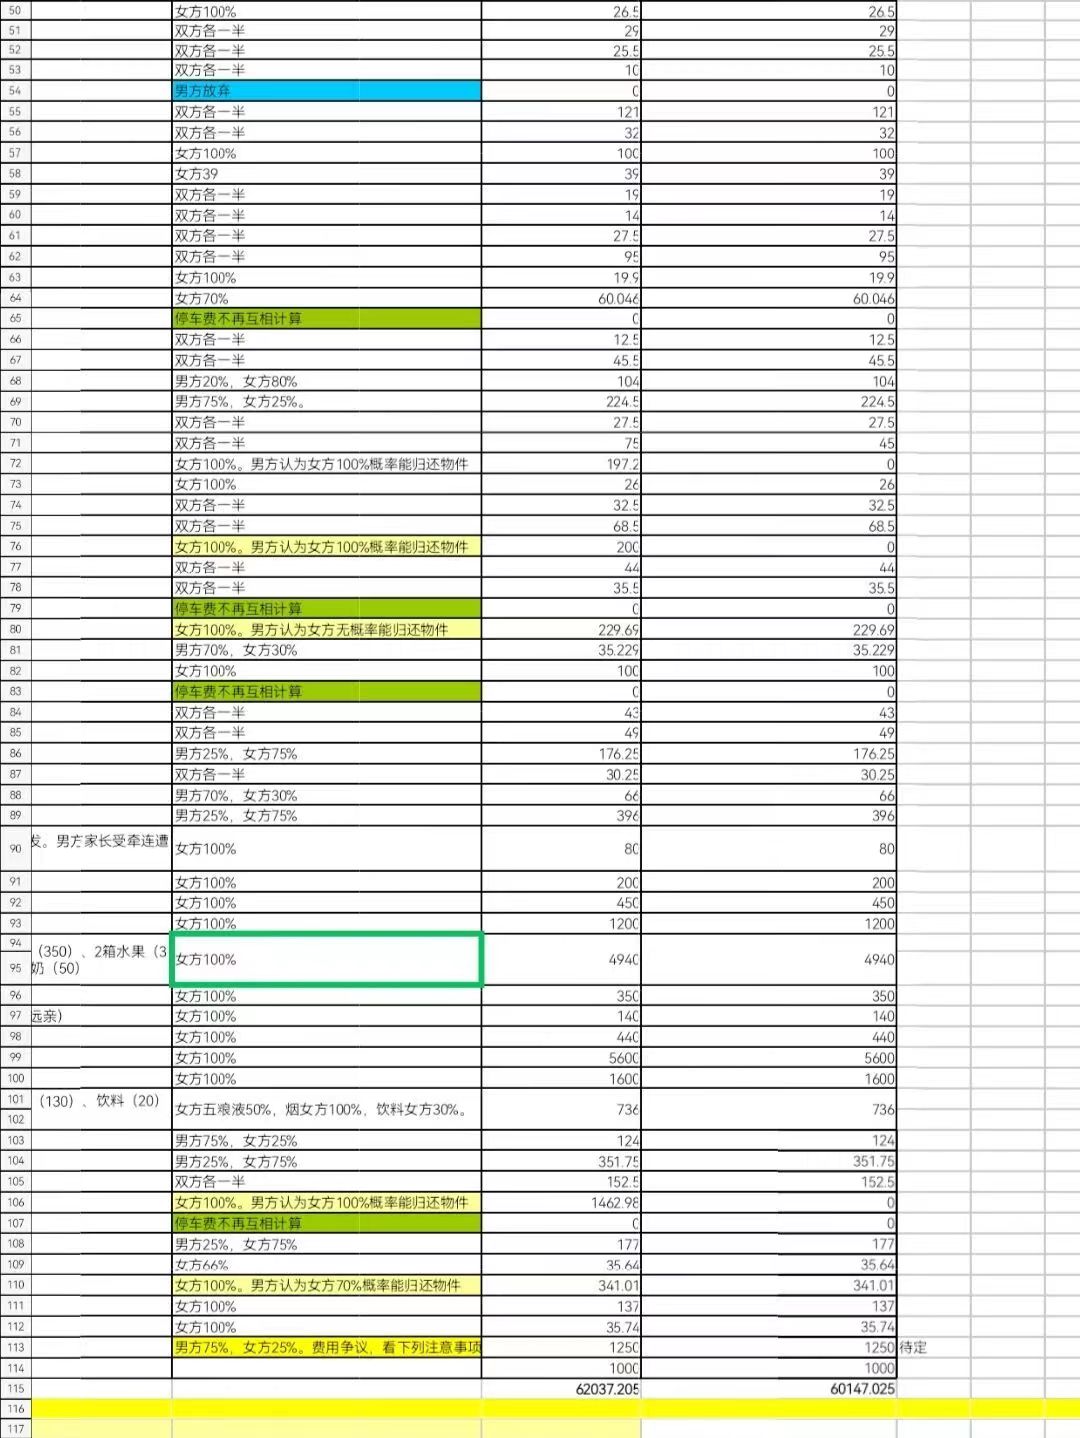 50 女方100% 26.5 26.5
51 双方各一半 29 29
52 双方各一半 25.5 25.5
53 双方各一半 10 10
54 男方放弃 0 0
55 双方各一半 121 121
56 双方各一半 32 32
57 女方100% 100 100
58 女方39 39 39
59 双方各一半 19 19
60 双方各一半 14 14
61 双方各一半 27.5 27.5
62 双方各一半 95 95
63 女方100% 19.9 19.9
64 女方70% 60.046 60.046
65 停车费不再互相计算 0 0
66 双方各一半 12.5 12.5
67 双方各一半 45.5 45.5
68 男方20%，女方80% 104 104
69 男方75%，女方25%。 224.5 224.5
70 双方各一半 27.5 27.5
71 双方各一半 75 45
72 女方100%。男方认为女方100%概率能归还物件 197.2 0
73 女方100% 26 26
74 双方各一半 32.5 32.5
75 双方各一半 68.5 68.5
76 女方100%。男方认为女方100%概率能归还物件 200 0
77 双方各一半 44 44
78 双方各一半 35.5 35.5
79 停车费不再互相计算 0 0
80 女方100%。男方认为女方无概率能归还物件 229.69 229.69
81 男方70%，女方30% 35.229 35.229
82 女方100% 100 100
83 停车费不再互相计算 0 0
84 双方各一半 43 43
85 双方各一半 49 49
86 男方25%，女方75% 176.25 176.25
87 双方各一半 30.25 30.25
88 男方70%，女方30% 66 66
89 男方25%，女方75% 396 396
90 发。男方家长受牵连遭 女方100% 80 80
91 女方100% 200 200
92 女方100% 450 450
93 女方100% 1200 1200
94 （350）、2箱水果（3
95 奶（50） 女方100% 4940 4940
96 女方100% 350 350
97 远亲） 女方100% 140 140
98 女方100% 440 440
99 女方100% 5600 5600
100 女方100% 1600 1600
101 （130）、饮料（20）
102 女方五粮液50%，烟女方100%，饮料女方30%。 736 736
103 男方75%，女方25% 124 124
104 男方25%，女方75% 351.75 351.75
105 双方各一半 152.5 152.5
106 女方100%。男方认为女方100%概率能归还物件 1462.98 0
107 停车费不再互相计算 0 0
108 男方25%，女方75% 177 177
109 女方66% 35.64 35.64
110 女方100%。男方认为女方70%概率能归还物件 341.01 341.01
111 女方100% 137 137
112 女方100% 35.74 35.74
113 男方75%，女方25%。费用争议，看下列注意事项 1250 1250 待定
114 1000 1000
115 62037.205 60147.025
116
117